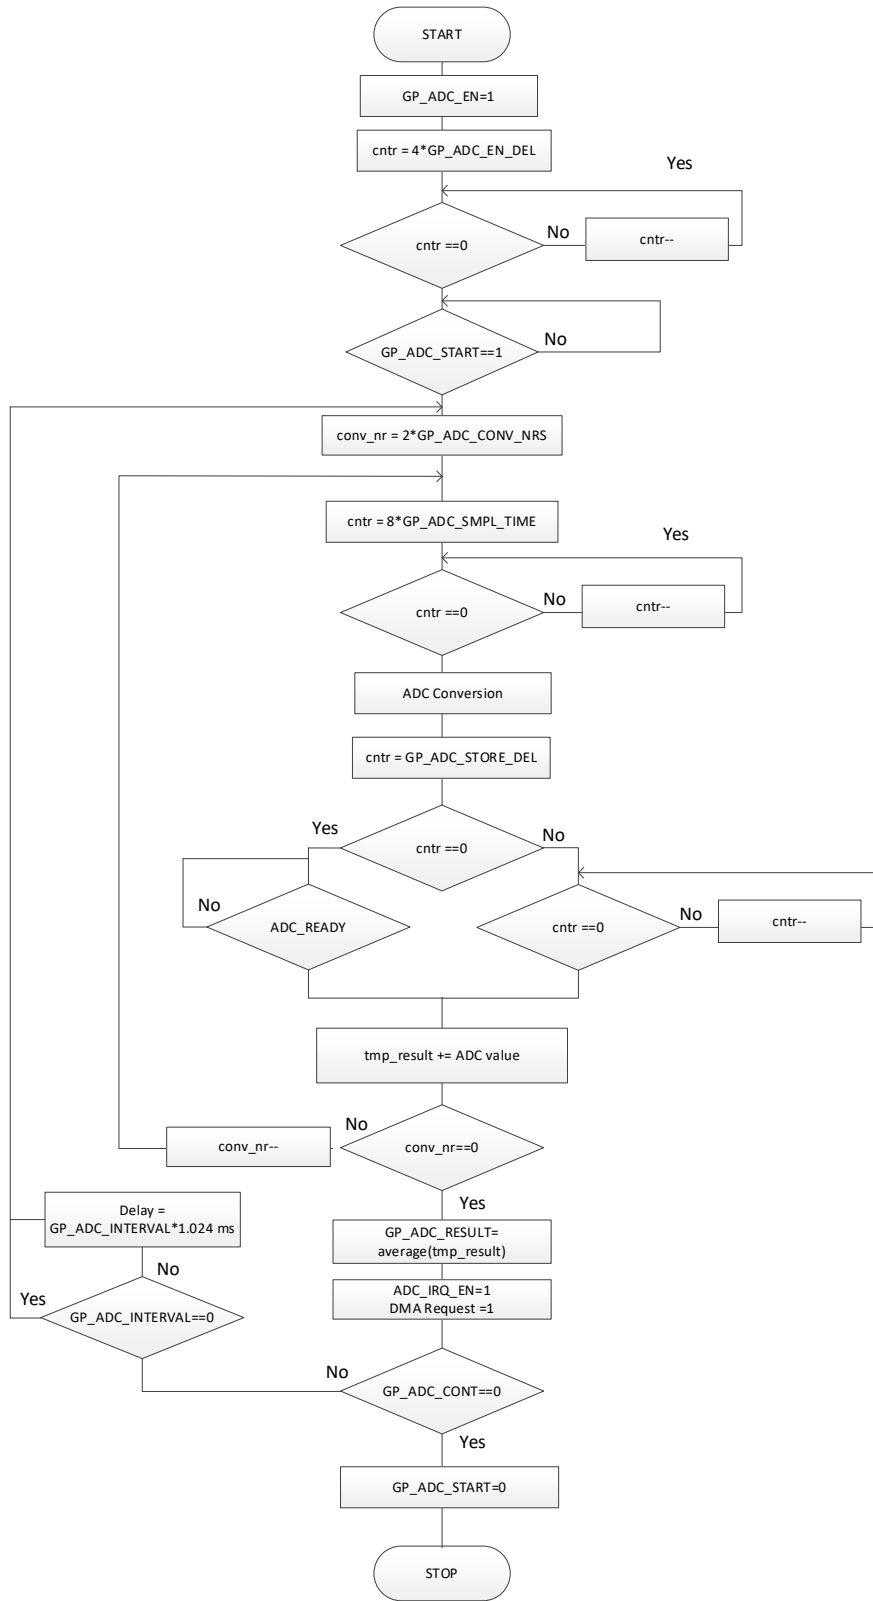 START
GP_ADC_EN=1
cntr = 4*GP_ADC_EN_DEL
Yes
cntr ==0
No
cntr--
GP_ADC_START==1
No
conv_nr = 2*GP_ADC_CONV_NRS
cntr = 8*GP_ADC_SMPL_TIME
Yes
cntr ==0
No
cntr--
ADC Conversion
cntr = GP_ADC_STORE_DEL
Yes
cntr ==0
No
No
ADC_READY
cntr ==0
No
cntr--
tmp_result += ADC value
conv_nr--
No
conv_nr==0
Yes
Delay =
GP_ADC_INTERVAL*1.024 ms
GP_ADC_RESULT=
average(tmp_result)
No
Yes
GP_ADC_INTERVAL==0
ADC_IRQ_EN=1
DMA Request =1
No
GP_ADC_CONT==0
Yes
GP_ADC_START=0
STOP